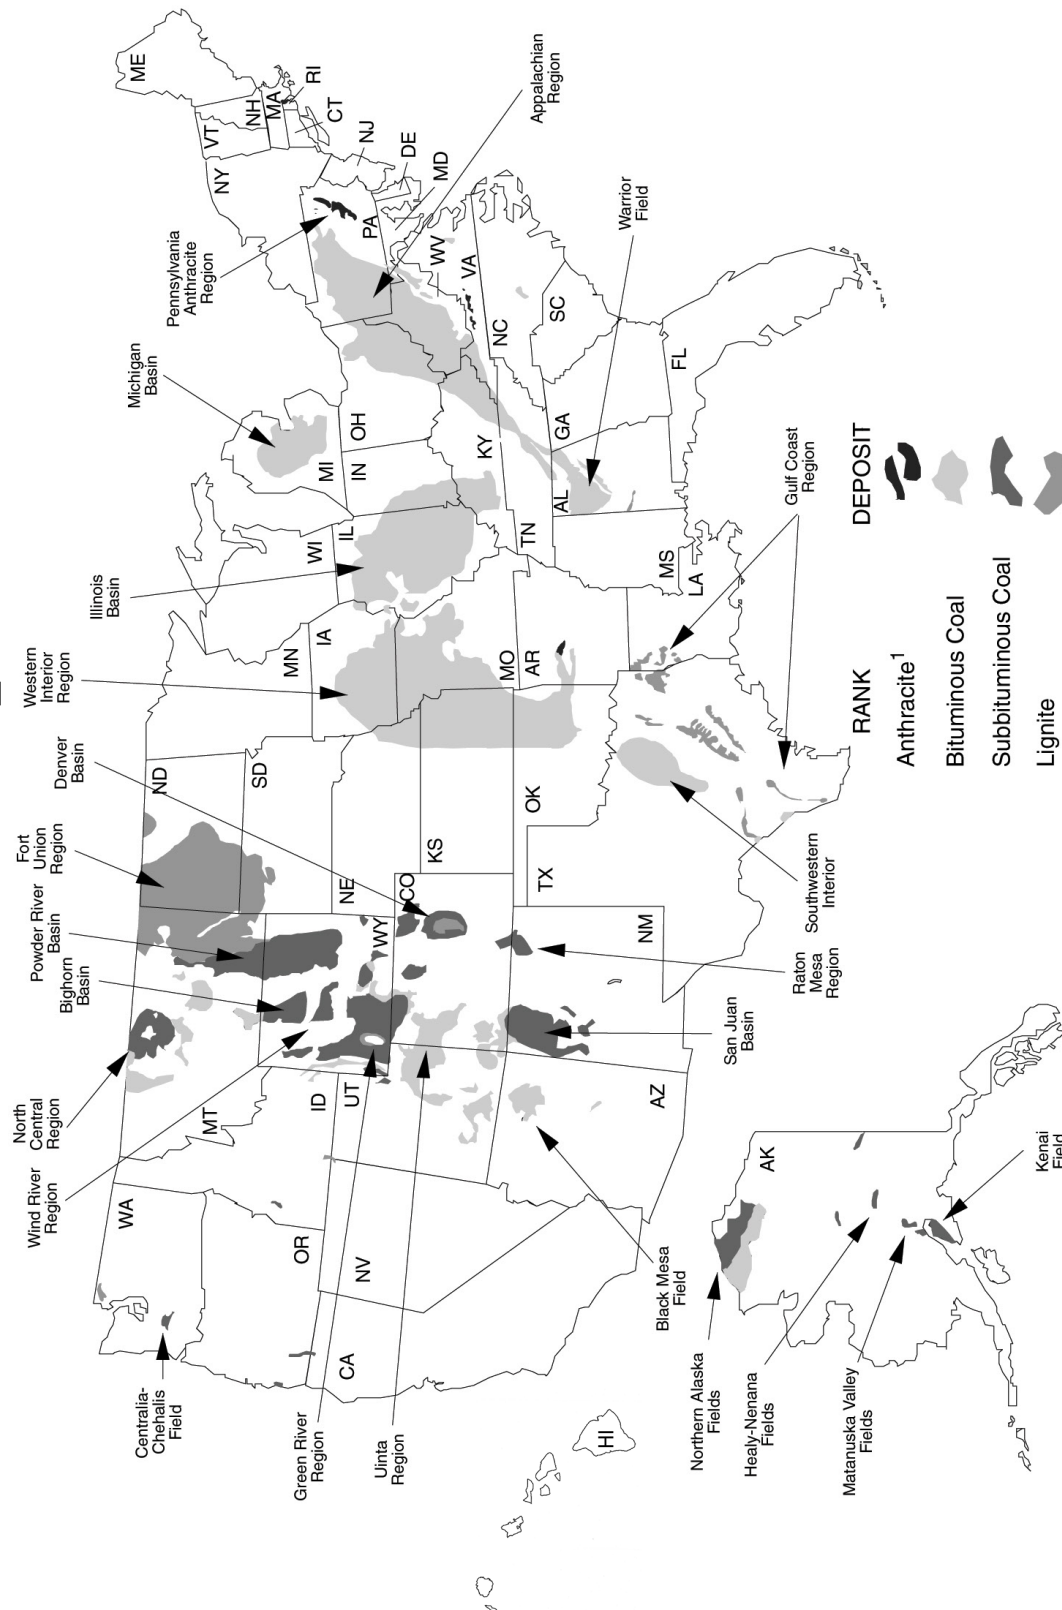 North
Central
Region
Wind River
Region
Bighorn
Basin
Powder River
Basin
Fort
Union
Region
Denver
Basin
Western
Interior
Region
Illinois
Basin
Michigan
Basin
Pennsylvania
Anthracite
Region
Appalachian
Region
Warrior
Field
Gulf Coast
Region
Southwestern
Interior
Raton
Mesa
Region
San Juan
Basin
Black Mesa
Field
Uinta
Region
Green River
Region
Centralia-
Chehalis
Field
Northern Alaska
Fields
Healy-Nenana
Fields
Matanuska Valley
Fields
Kenai
Field
WA
MT
ND
MN
WI
MI
NY
VT
NH
ME
MA
RI
CT
NJ
DE
MD
PA
OR
ID
SD
IA
IL
IN
OH
WV
VA
CA
NV
UT
WY
NE
CO
KS
MO
KY
NC
TN
SC
AZ
NM
TX
OK
AR
LA
MS
AL
GA
FL
AK
HI
RANK
DEPOSIT
Anthracite1
Bituminous Coal
Subbituminous Coal
Lignite